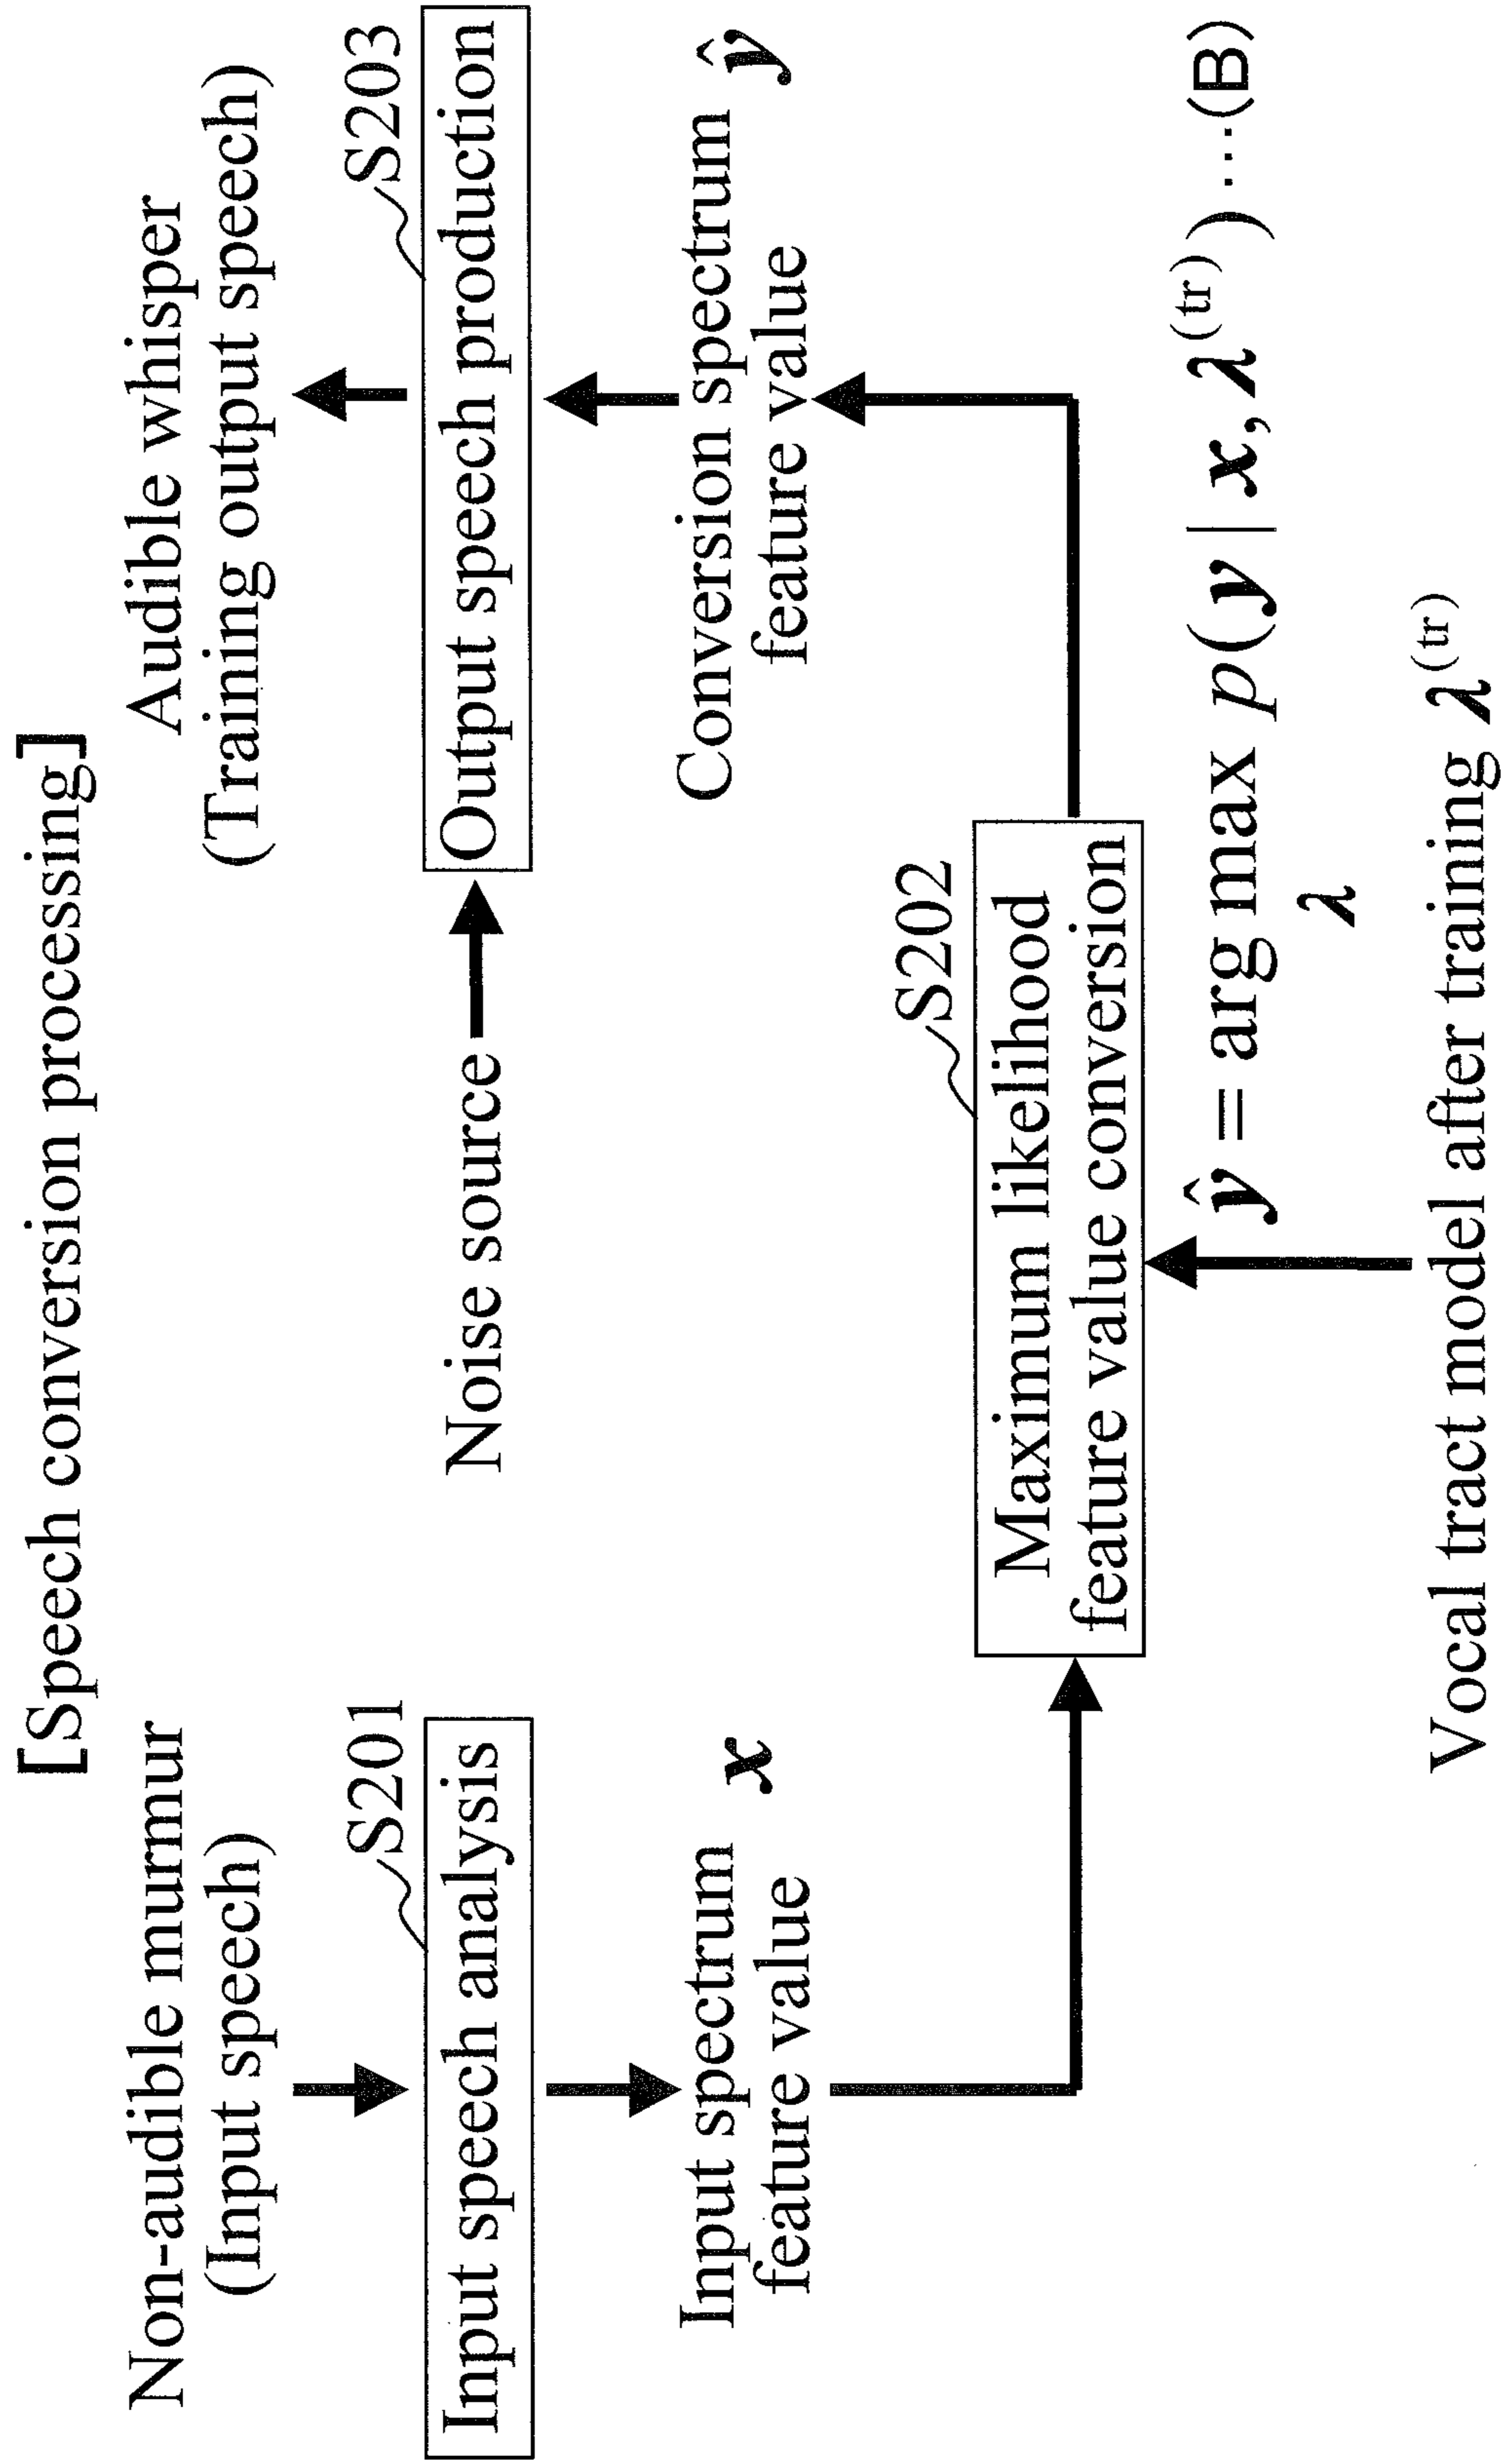 [Speech conversion processing]
Non-audible murmur
(Input speech)
S201
Input speech analysis
Input spectrum x
feature value
Noise source
S202
Maximum likelihood
feature value conversion
Audible whisper
(Training output speech)
S203
Output speech production
Conversion spectrum ŷ
feature value
ŷ = arg max p(y | x, λ^(tr)) …(B)
λ
Vocal tract model after training λ^(tr)